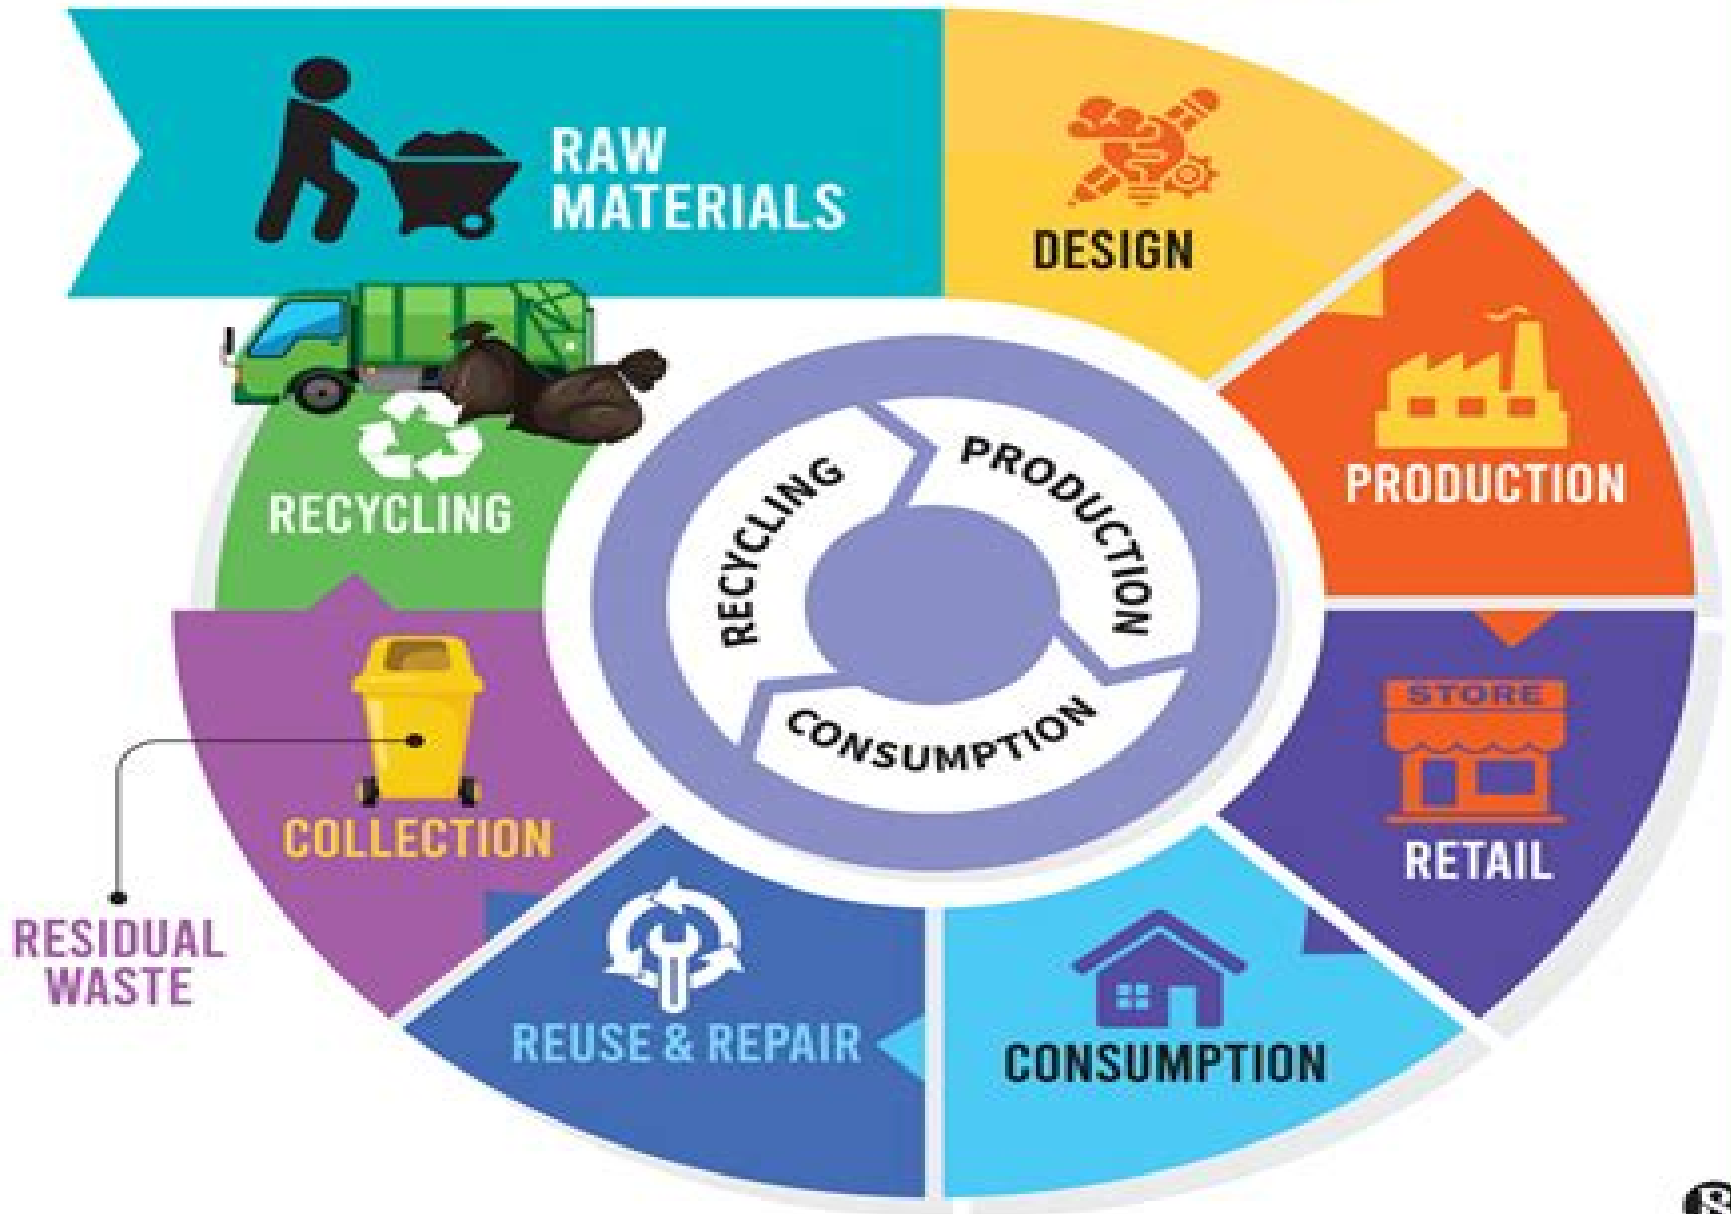 RAW
MATERIALS
DESIGN
PRODUCTION
STORE
RETAIL
CONSUMPTION
REUSE & REPAIR
COLLECTION
RESIDUAL
WASTE
RECYCLING
PRODUCTION
CONSUMPTION
RECYCLING